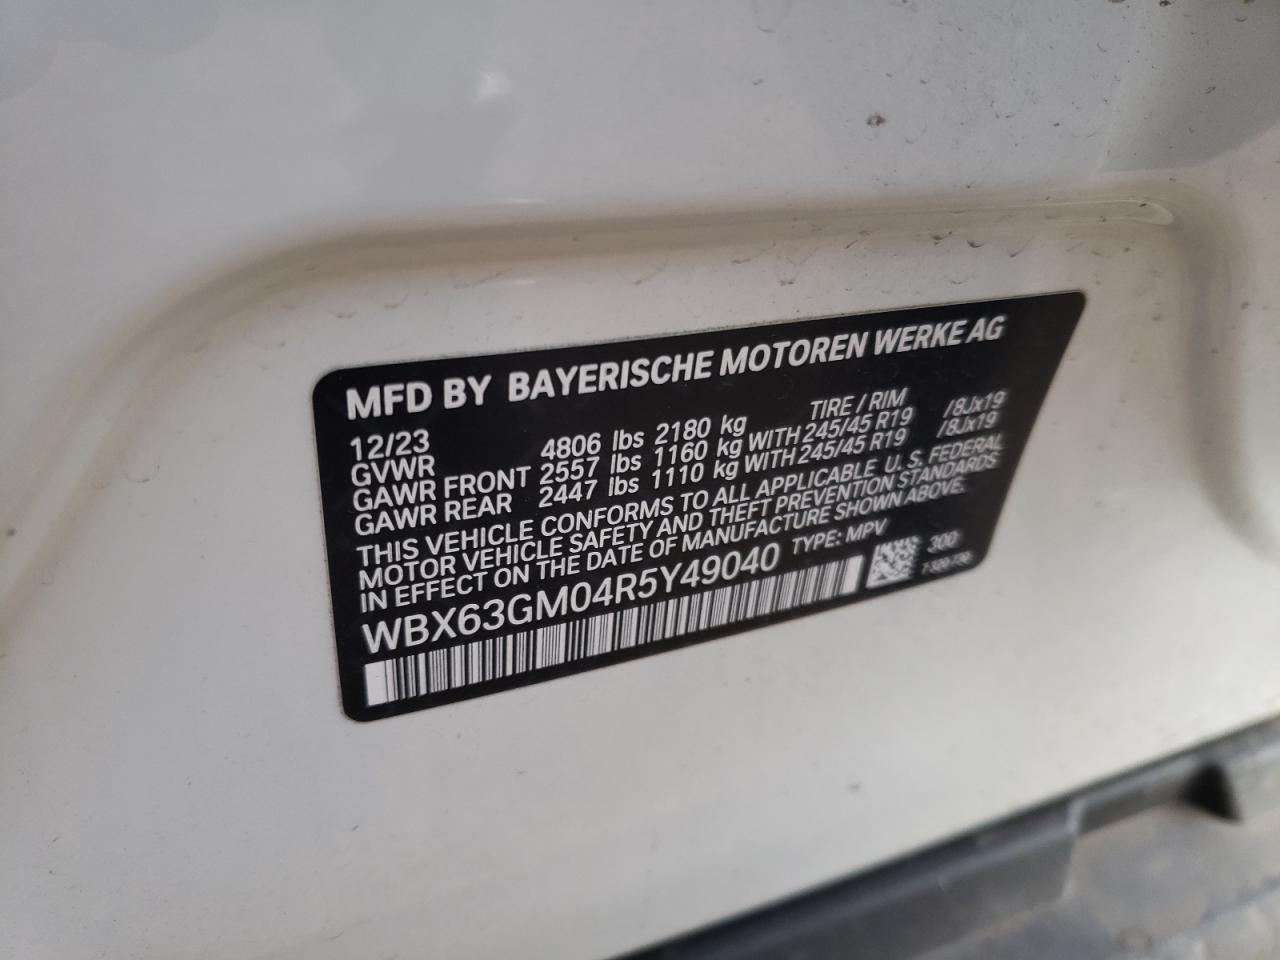 MFD BY BAYERISCHE MOTOREN WERKE AG
12/23 TIRE / RIM
GVWR 4806 lbs 2180 kg
GAWR FRONT 2557 lbs 1160 kg WITH 245/45 R19 /8Jx19
GAWR REAR 2447 lbs 1110 kg WITH 245/45 R19 /8Jx19
THIS VEHICLE CONFORMS TO ALL APPLICABLE U. S. FEDERAL
MOTOR VEHICLE SAFETY AND THEFT PREVENTION STANDARDS
IN EFFECT ON THE DATE OF MANUFACTURE SHOWN ABOVE.
WBX63GM04R5Y49040 TYPE: MPV
300